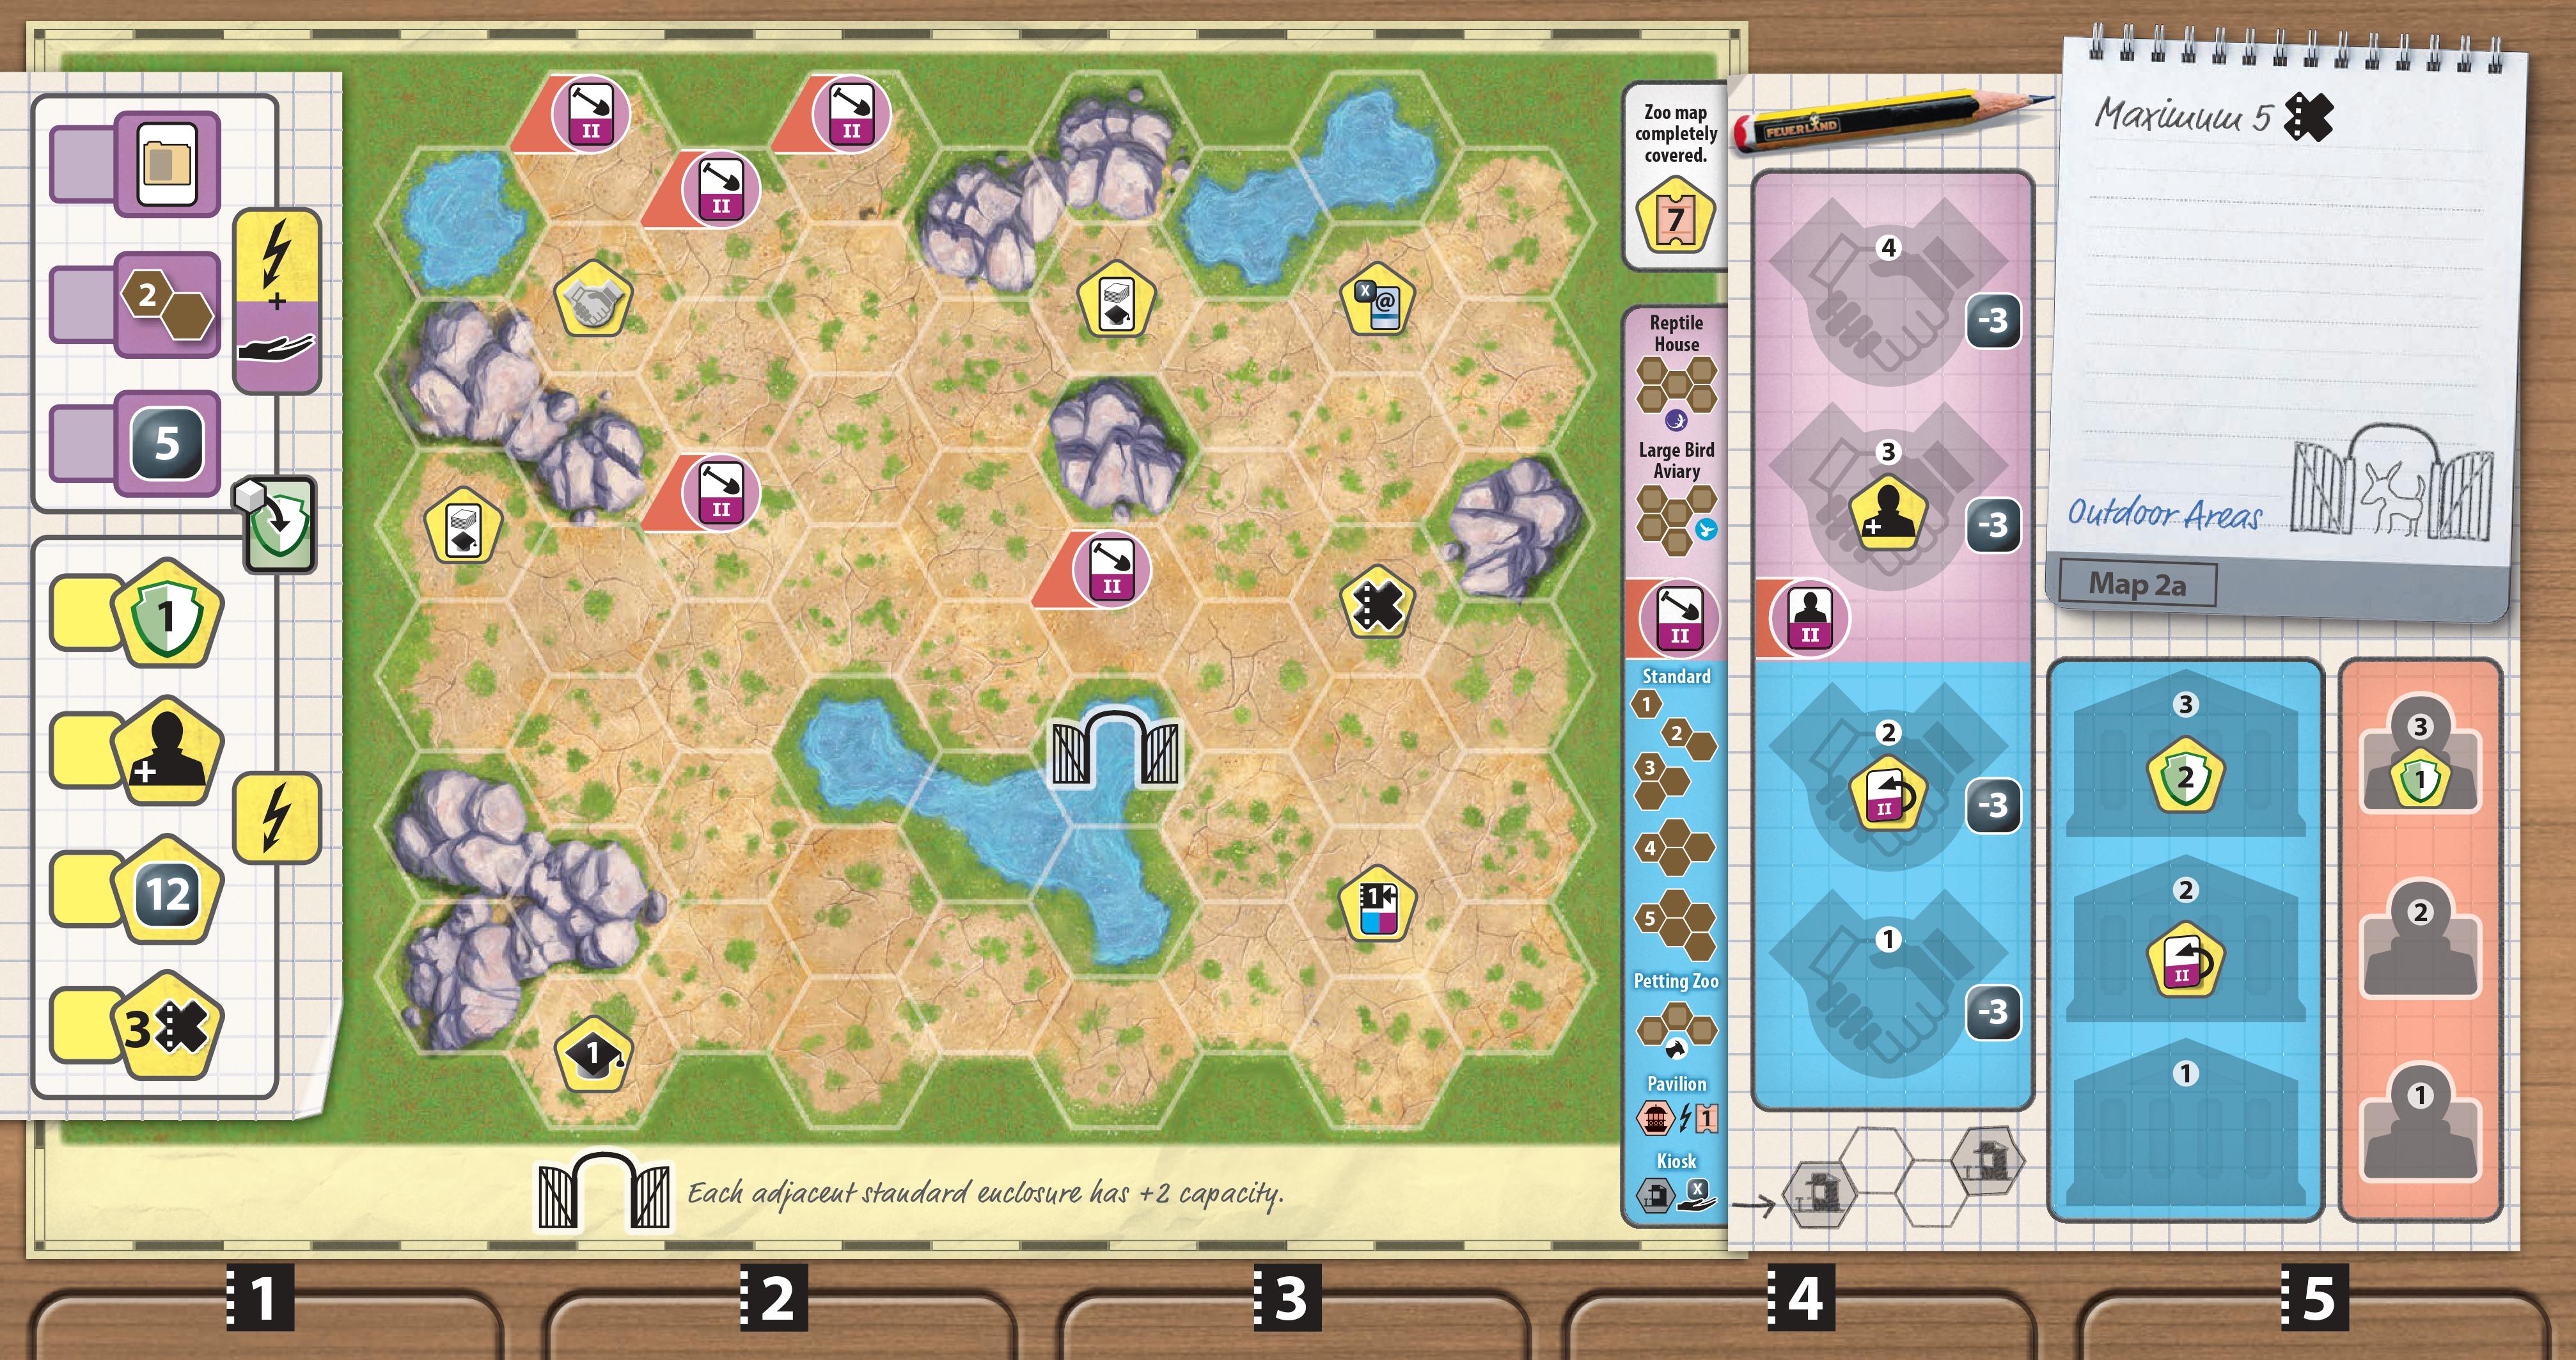 II
II
II
Zoo map
completely
covered.
7
FEUERLAND
Maximum 5
4
-3
2
+
X @
Reptile
House
5
Large Bird
Aviary
3
+
-3
II
II
1
II
II
Outdoor Areas
Map 2a
+
Standard
1
2
3
4
5
2
II
-3
3
2
3
1
12
1
1
-3
2
II
2
3
1
Petting Zoo
Pavilion
1
Kiosk
X
1
1
Each adjacent standard enclosure has +2 capacity.
1
2
3
4
5